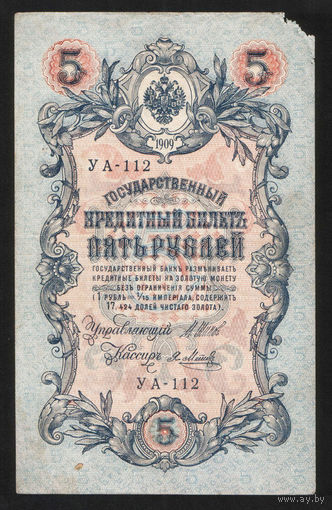 5 5
1909
УА-112
ГОСУДАРСТВЕННЫЙ
КРЕДИТНЫЙ БИЛЕТЪ
ПЯТЬ РУБЛЕЙ
ГОСУДАРСТВЕННЫЙ БАНКЪ РАЗМѢНИВАЕТЪ
КРЕДИТНЫЕ БИЛЕТЫ НА ЗОЛОТУЮ МОНЕТУ
БЕЗЪ ОГРАНИЧЕНІЯ СУММЫ
(1 РУБЛЬ = 1/15 ИМПЕРІАЛА, СОДЕРЖИТЪ
17,424 ДОЛЕЙ ЧИСТАГО ЗОЛОТА).
Управляющій
Кассиръ
УА-112
5
ay.by